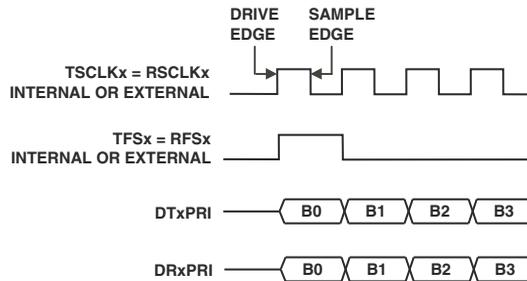 DRIVE EDGE
SAMPLE EDGE
TSCLKx = RSCLKx
INTERNAL OR EXTERNAL
TFSx = RFSx
INTERNAL OR EXTERNAL
DTxPRI B0 B1 B2 B3
DRxPRI B0 B1 B2 B3